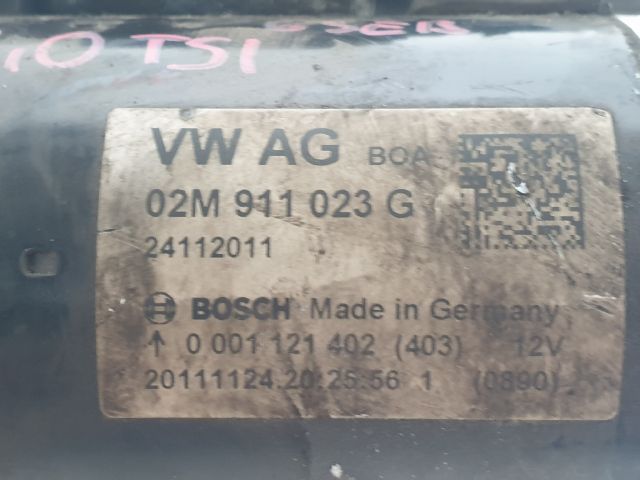 TSI
VW AG BOA
02M 911 023 G
24112011
BOSCH Made in Germany
↑ 0 001 121 402 (403) 12V
20111124 20:25:56 1 (0890)